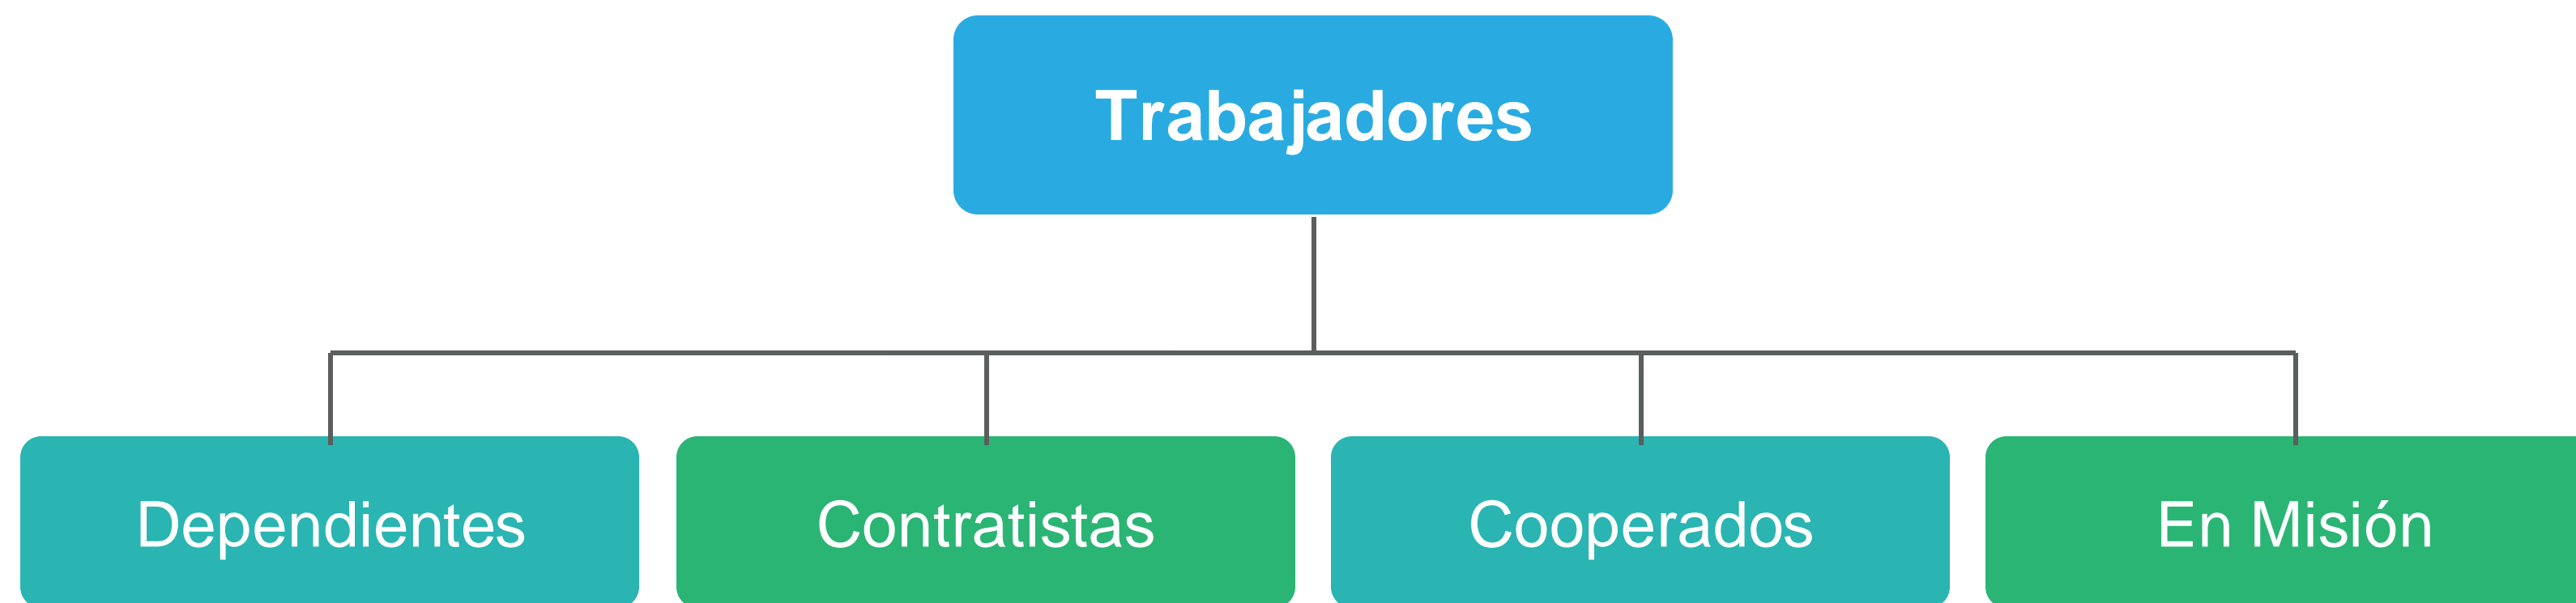 Trabajadores
Dependientes
Contratistas
Cooperados
En Misión